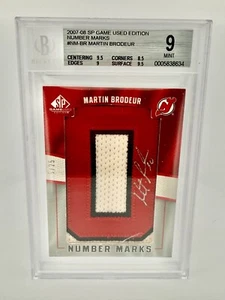 2007-08 SP GAME USED EDITION
NUMBER MARKS
#NM-BR MARTIN BRODEUR
CENTERING 9.5 CORNERS 8.5
EDGES 9 SURFACE 9.5
9
MINT
0005838634
MARTIN BRODEUR
NUMBER MARKS